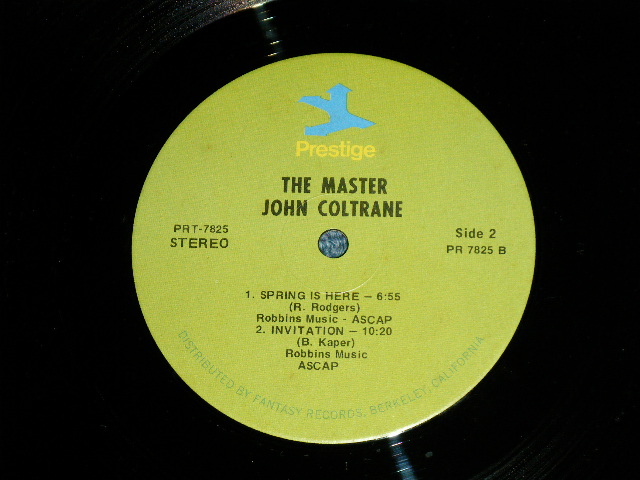 Prestige
THE MASTER
JOHN COLTRANE
PRT-7825
STEREO
Side 2
PR 7825 B
1. SPRING IS HERE – 6:55
(R. Rodgers)
Robbins Music - ASCAP
2. INVITATION – 10:20
(B. Kaper)
Robbins Music
ASCAP
DISTRIBUTED BY FANTASY RECORDS, BERKELEY, CALIFORNIA